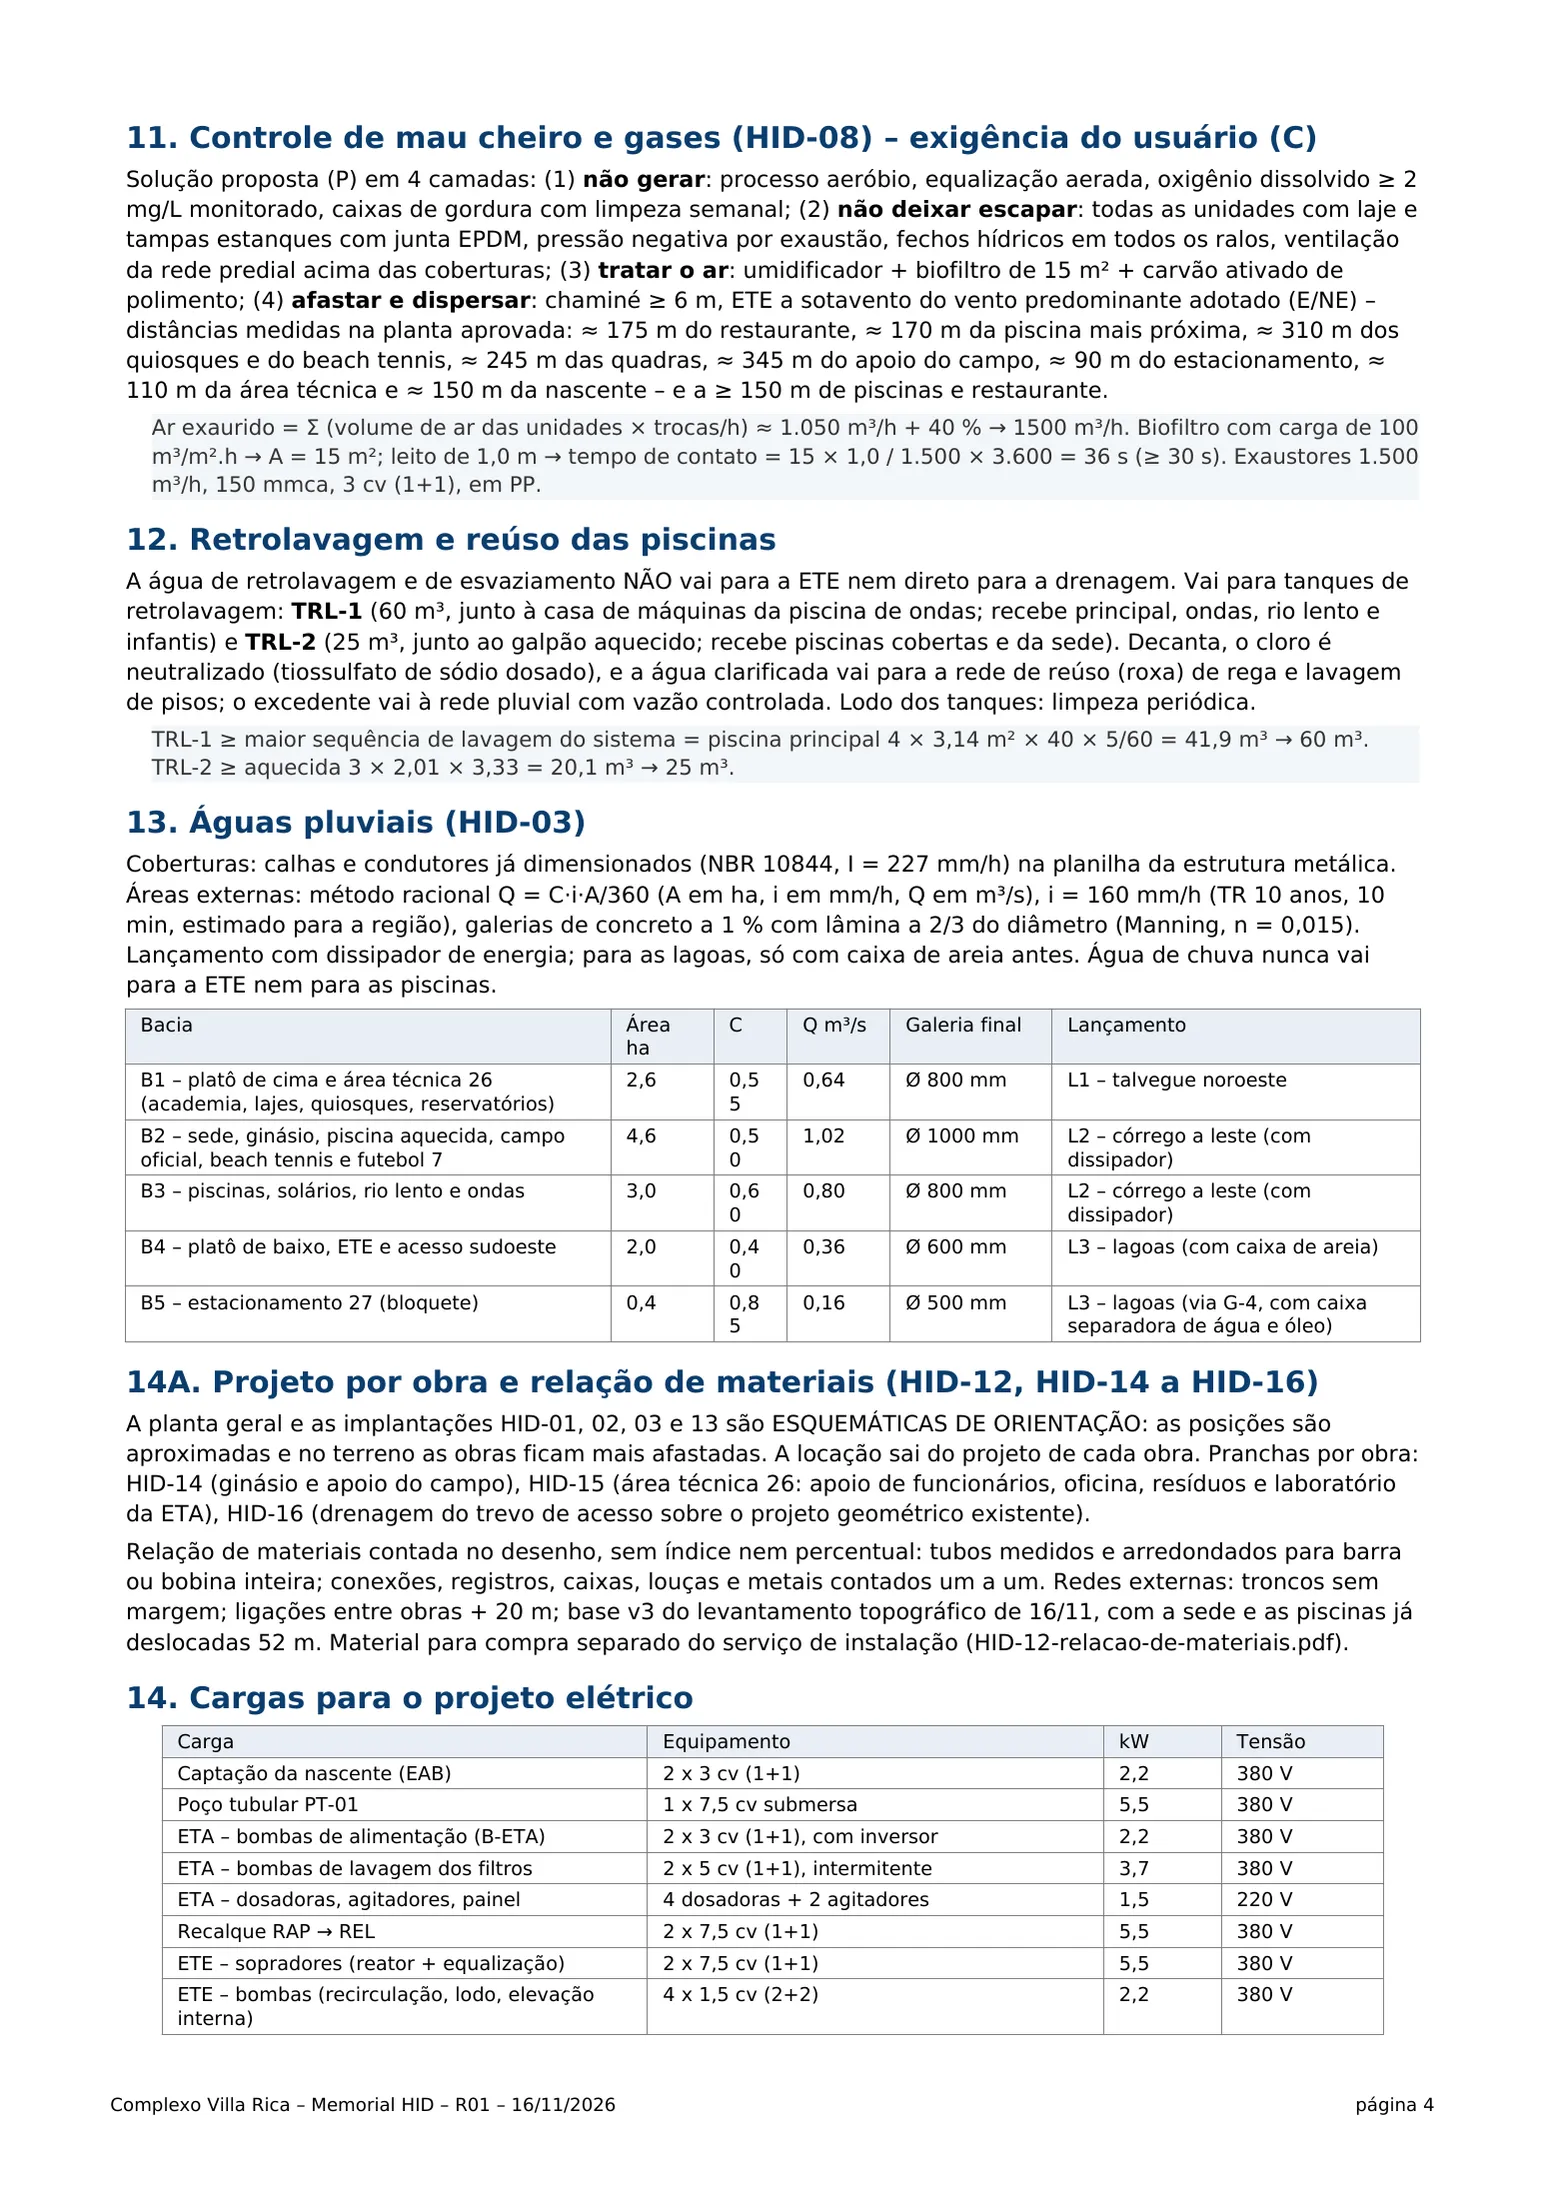 11. Controle de mau cheiro e gases (HID-08) – exigência do usuário (C)
Solução proposta (P) em 4 camadas: (1) não gerar: processo aeróbio, equalização aerada, oxigênio dissolvido ≥ 2
mg/L monitorado, caixas de gordura com limpeza semanal; (2) não deixar escapar: todas as unidades com laje e
tampas estanques com junta EPDM, pressão negativa por exaustão, fechos hídricos em todos os ralos, ventilação
da rede predial acima das coberturas; (3) tratar o ar: umidificador + biofiltro de 15 m² + carvão ativado de
polimento; (4) afastar e dispersar: chaminé ≥ 6 m, ETE a sotavento do vento predominante adotado (E/NE) –
distâncias medidas na planta aprovada: ≈ 175 m do restaurante, ≈ 170 m da piscina mais próxima, ≈ 310 m dos
quiosques e do beach tennis, ≈ 245 m das quadras, ≈ 345 m do apoio do campo, ≈ 90 m do estacionamento, ≈
110 m da área técnica e ≈ 150 m da nascente – e a ≥ 150 m de piscinas e restaurante.
Ar exaurido = Σ (volume de ar das unidades × trocas/h) ≈ 1.050 m³/h + 40 % → 1500 m³/h. Biofiltro com carga de 100
m³/m².h → A = 15 m²; leito de 1,0 m → tempo de contato = 15 × 1,0 / 1.500 × 3.600 = 36 s (≥ 30 s). Exaustores 1.500
m³/h, 150 mmca, 3 cv (1+1), em PP.
12. Retrolavagem e reúso das piscinas
A água de retrolavagem e de esvaziamento NÃO vai para a ETE nem direto para a drenagem. Vai para tanques de
retrolavagem: TRL-1 (60 m³, junto à casa de máquinas da piscina de ondas; recebe principal, ondas, rio lento e
infantis) e TRL-2 (25 m³, junto ao galpão aquecido; recebe piscinas cobertas e da sede). Decanta, o cloro é
neutralizado (tiossulfato de sódio dosado), e a água clarificada vai para a rede de reúso (roxa) de rega e lavagem
de pisos; o excedente vai à rede pluvial com vazão controlada. Lodo dos tanques: limpeza periódica.
TRL-1 ≥ maior sequência de lavagem do sistema = piscina principal 4 × 3,14 m² × 40 × 5/60 = 41,9 m³ → 60 m³.
TRL-2 ≥ aquecida 3 × 2,01 × 3,33 = 20,1 m³ → 25 m³.
13. Águas pluviais (HID-03)
Coberturas: calhas e condutores já dimensionados (NBR 10844, I = 227 mm/h) na planilha da estrutura metálica.
Áreas externas: método racional Q = C·i·A/360 (A em ha, i em mm/h, Q em m³/s), i = 160 mm/h (TR 10 anos, 10
min, estimado para a região), galerias de concreto a 1 % com lâmina a 2/3 do diâmetro (Manning, n = 0,015).
Lançamento com dissipador de energia; para as lagoas, só com caixa de areia antes. Água de chuva nunca vai
para a ETE nem para as piscinas.
Bacia Área C Q m³/s Galeria final Lançamento
ha
B1 – platô de cima e área técnica 26 2,6 0,5 0,64 Ø 800 mm L1 – talvegue noroeste
(academia, lajes, quiosques, reservatórios) 5
B2 – sede, ginásio, piscina aquecida, campo 4,6 0,5 1,02 Ø 1000 mm L2 – córrego a leste (com
oficial, beach tennis e futebol 7 0 dissipador)
B3 – piscinas, solários, rio lento e ondas 3,0 0,6 0,80 Ø 800 mm L2 – córrego a leste (com
0 dissipador)
B4 – platô de baixo, ETE e acesso sudoeste 2,0 0,4 0,36 Ø 600 mm L3 – lagoas (com caixa de areia)
0
B5 – estacionamento 27 (bloquete) 0,4 0,8 0,16 Ø 500 mm L3 – lagoas (via G-4, com caixa
5 separadora de água e óleo)
14A. Projeto por obra e relação de materiais (HID-12, HID-14 a HID-16)
A planta geral e as implantações HID-01, 02, 03 e 13 são ESQUEMÁTICAS DE ORIENTAÇÃO: as posições são
aproximadas e no terreno as obras ficam mais afastadas. A locação sai do projeto de cada obra. Pranchas por obra:
HID-14 (ginásio e apoio do campo), HID-15 (área técnica 26: apoio de funcionários, oficina, resíduos e laboratório
da ETA), HID-16 (drenagem do trevo de acesso sobre o projeto geométrico existente).
Relação de materiais contada no desenho, sem índice nem percentual: tubos medidos e arredondados para barra
ou bobina inteira; conexões, registros, caixas, louças e metais contados um a um. Redes externas: troncos sem
margem; ligações entre obras + 20 m; base v3 do levantamento topográfico de 16/11, com a sede e as piscinas já
deslocadas 52 m. Material para compra separado do serviço de instalação (HID-12-relacao-de-materiais.pdf).
14. Cargas para o projeto elétrico
Carga Equipamento kW Tensão
Captação da nascente (EAB) 2 x 3 cv (1+1) 2,2 380 V
Poço tubular PT-01 1 x 7,5 cv submersa 5,5 380 V
ETA – bombas de alimentação (B-ETA) 2 x 3 cv (1+1), com inversor 2,2 380 V
ETA – bombas de lavagem dos filtros 2 x 5 cv (1+1), intermitente 3,7 380 V
ETA – dosadoras, agitadores, painel 4 dosadoras + 2 agitadores 1,5 220 V
Recalque RAP → REL 2 x 7,5 cv (1+1) 5,5 380 V
ETE – sopradores (reator + equalização) 2 x 7,5 cv (1+1) 5,5 380 V
ETE – bombas (recirculação, lodo, elevação 4 x 1,5 cv (2+2) 2,2 380 V
interna)
Complexo Villa Rica – Memorial HID – R01 – 16/11/2026 página 4